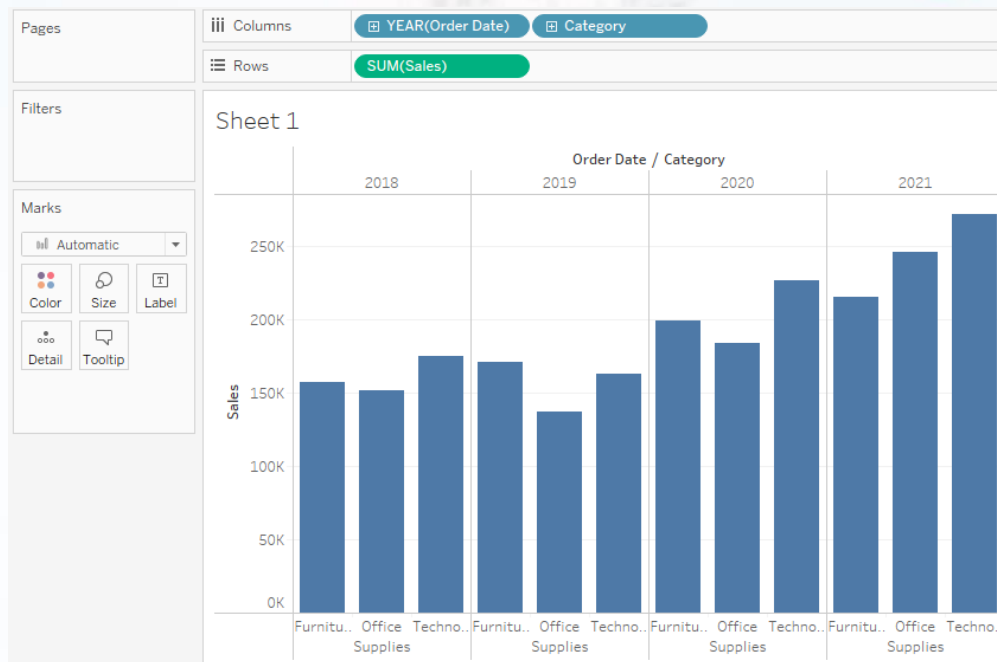 Pages
Columns
YEAR(Order Date)
Category
Rows
SUM(Sales)
Filters
Sheet 1
Order Date / Category
2018 2019 2020 2021
Marks
Automatic
Color Size Label
Detail Tooltip
Sales
250K
200K
150K
100K
50K
0K
Furnitu.. Office Techno.. Furnitu.. Office Techno.. Furnitu.. Office Techno.. Furnitu.. Office Techno..
Supplies Supplies Supplies Supplies